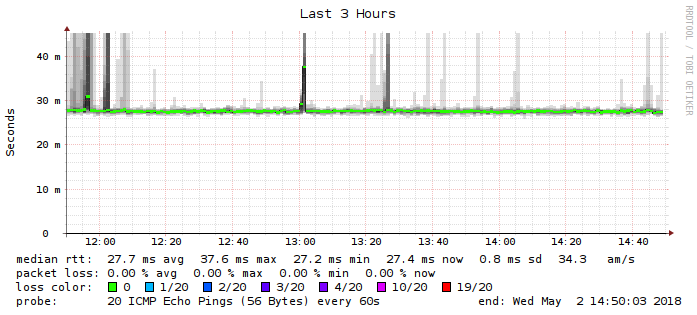 Last 3 Hours
RRDTOOL / TOBI OETIKER
Seconds
40 m
30 m
20 m
10 m
0
12:00 12:20 12:40 13:00 13:20 13:40 14:00 14:20 14:40
median rtt: 27.7 ms avg 37.6 ms max 27.2 ms min 27.4 ms now 0.8 ms sd 34.3 am/s
packet loss: 0.00 % avg 0.00 % max 0.00 % min 0.00 % now
loss color: 0 1/20 2/20 3/20 4/20 10/20 19/20
probe: 20 ICMP Echo Pings (56 Bytes) every 60s end: Wed May 2 14:50:03 2018